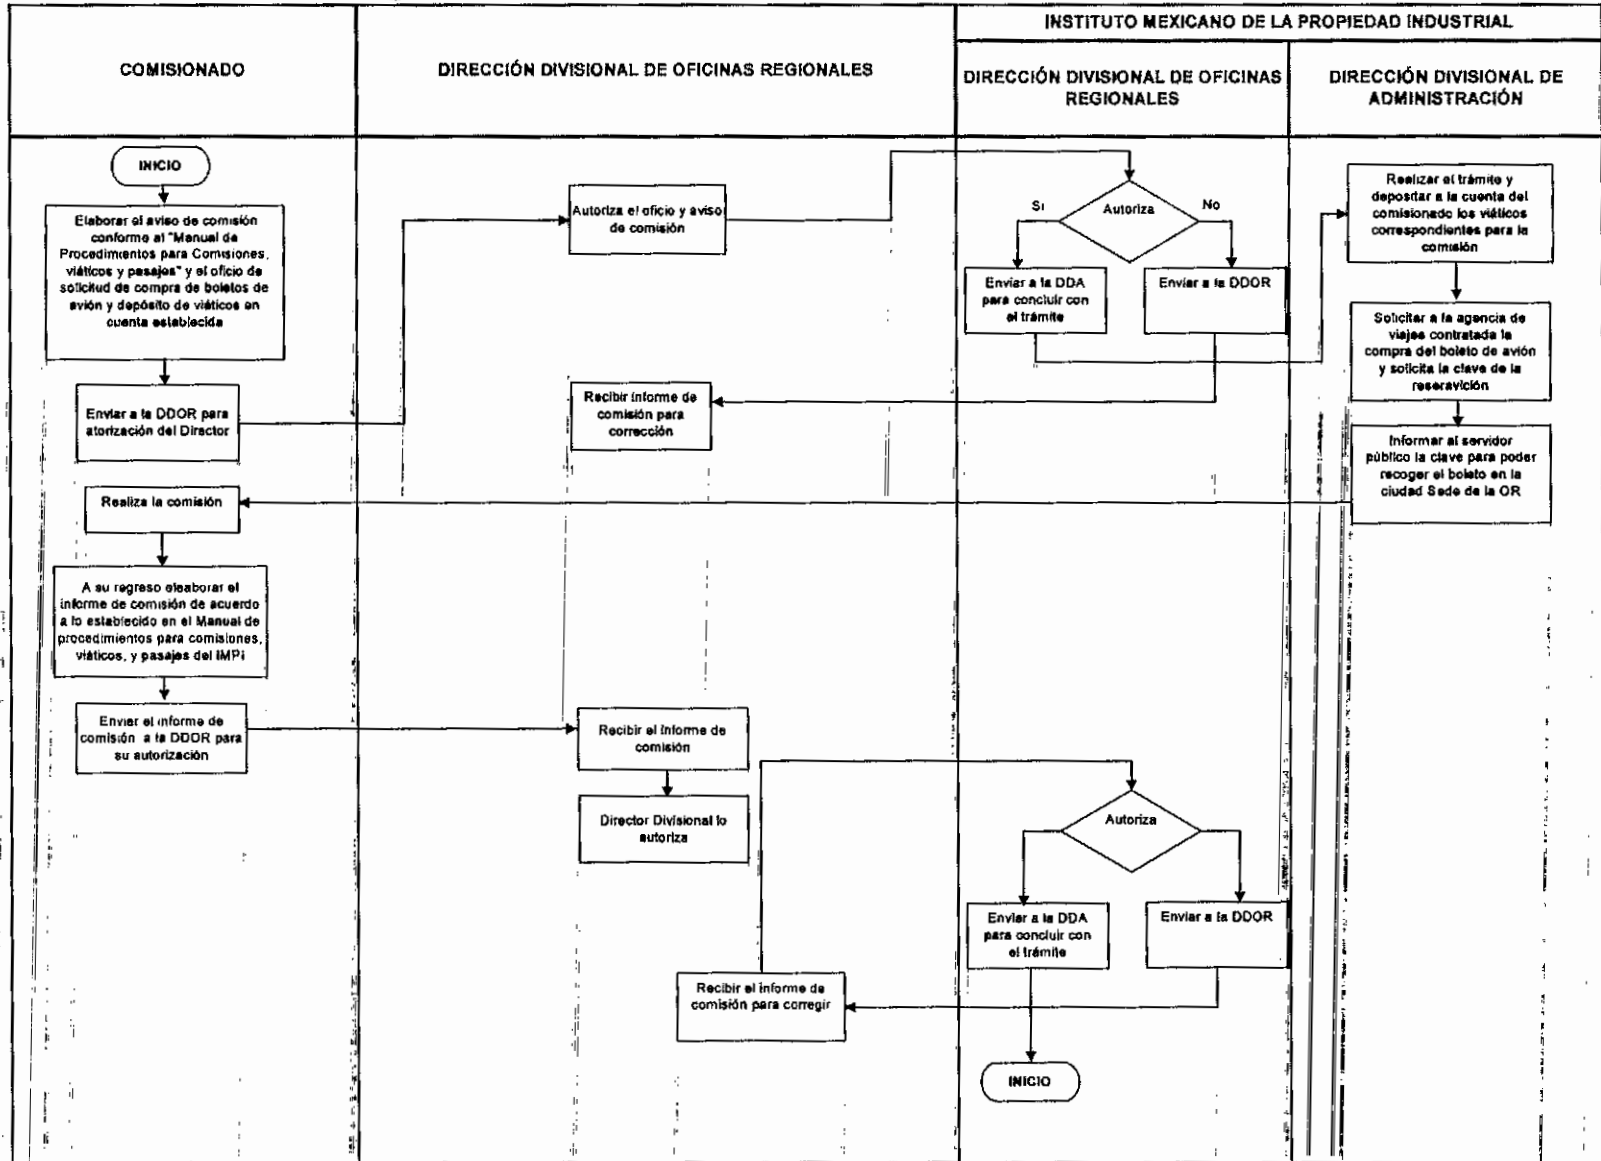 INSTITUTO MEXICANO DE LA PROPIEDAD INDUSTRIAL
COMISIONADO
DIRECCIÓN DIVISIONAL DE OFICINAS REGIONALES
DIRECCIÓN DIVISIONAL DE OFICINAS
REGIONALES
DIRECCIÓN DIVISIONAL DE
ADMINISTRACIÓN
INICIO
Elaborar el aviso de comisión
conforme al "Manual de
Procedimientos para Comisiones,
viáticos y pasajes" y el oficio de
solicitud de compra de boletos de
avión y depósito de viáticos en
cuenta establecida
Enviar a la DDOR para
atorización del Director
Autoriza el oficio y aviso
de comisión
Autoriza
Si
No
Enviar a la DDA
para concluir con
el trámite
Enviar a la DDOR
Recibir informe de
comisión para
corrección
Realizar el trámite y
depositar a la cuenta del
comisionado los viáticos
correspondientes para la
comisión
Solicitar a la agencia de
viajes contratada la
compra del boleto de avión
y solicita la clave de la
reseravición
Informar al servidor
público la clave para poder
recoger el boleto en la
ciudad Sede de la OR
Realiza la comisión
A su regreso eleaborar el
informe de comisión de acuerdo
a lo establecido en el Manual de
procedimientos para comisiones,
viáticos, y pasajes del IMPI
Enviar el informe de
comisión a la DDOR para
su autorización
Recibir el informe de
comisión
Director Divisional lo
autoriza
Autoriza
Enviar a la DDA
para concluir con
el trámite
Enviar a la DDOR
Recibir el informe de
comisión para corregir
INICIO